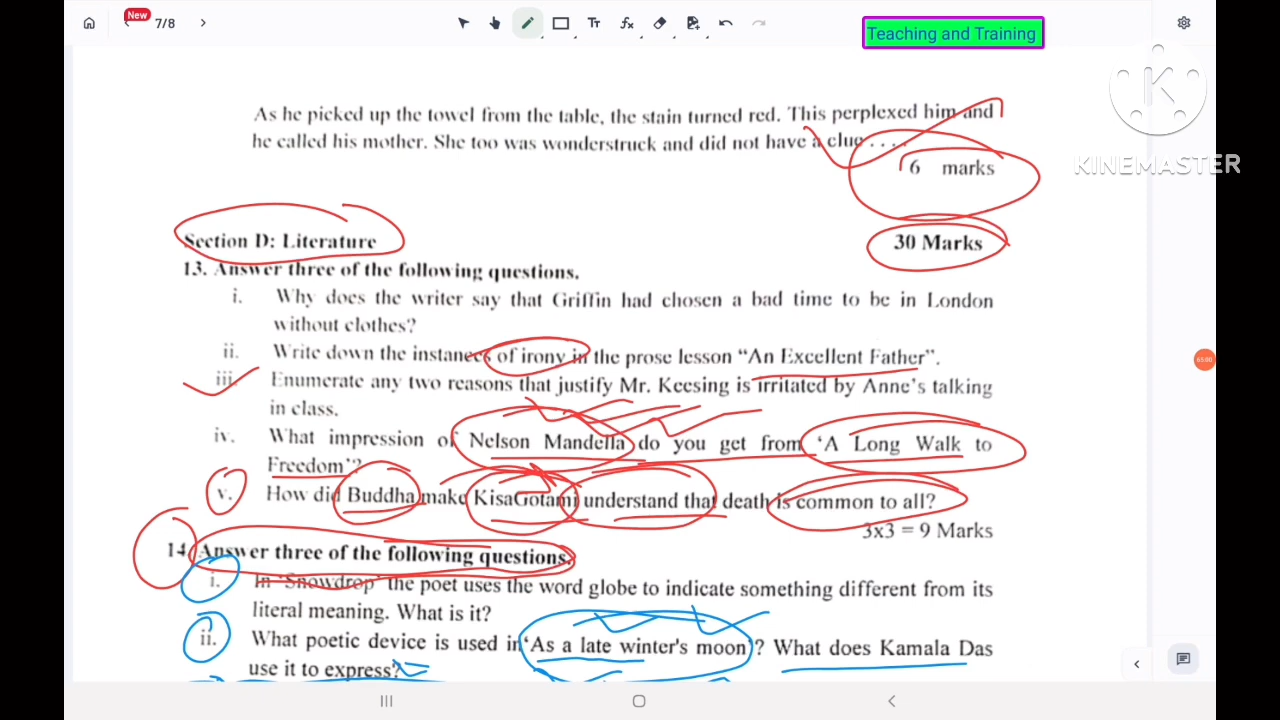 New
7/8
Tт
fx
Teaching and Training
As he picked up the towel from the table, the stain turned red. This perplexed him and
he called his mother. She too was wonderstruck and did not have a clue . . . .
6 marks
KINEMASTER
Section D: Literature
30 Marks
13. Answer three of the following questions.
i. Why does the writer say that Griffin had chosen a bad time to be in London
without clothes?
ii. Write down the instances of irony in the prose lesson “An Excellent Father”.
iii. Enumerate any two reasons that justify Mr. Keesing is irritated by Anne’s talking
in class.
iv. What impression of Nelson Mandella do you get from ‘A Long Walk to
Freedom’?
v. How did Buddha make KisaGotami understand that death is common to all?
3x3 = 9 Marks
14. Answer three of the following questions.
i. In ‘Snowdrop’ the poet uses the word globe to indicate something different from its
literal meaning. What is it?
ii. What poetic device is used in ‘As a late winter's moon’? What does Kamala Das
use it to express?